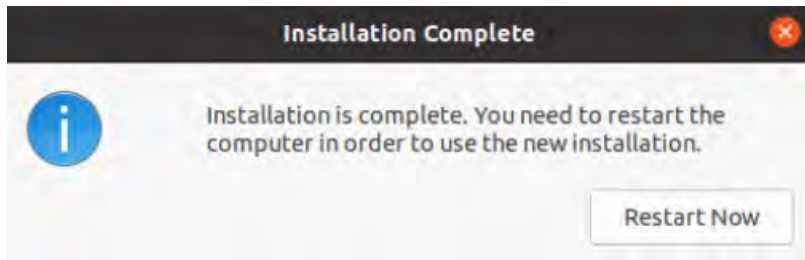 Installation Complete
Installation is complete. You need to restart the
computer in order to use the new installation.
Restart Now